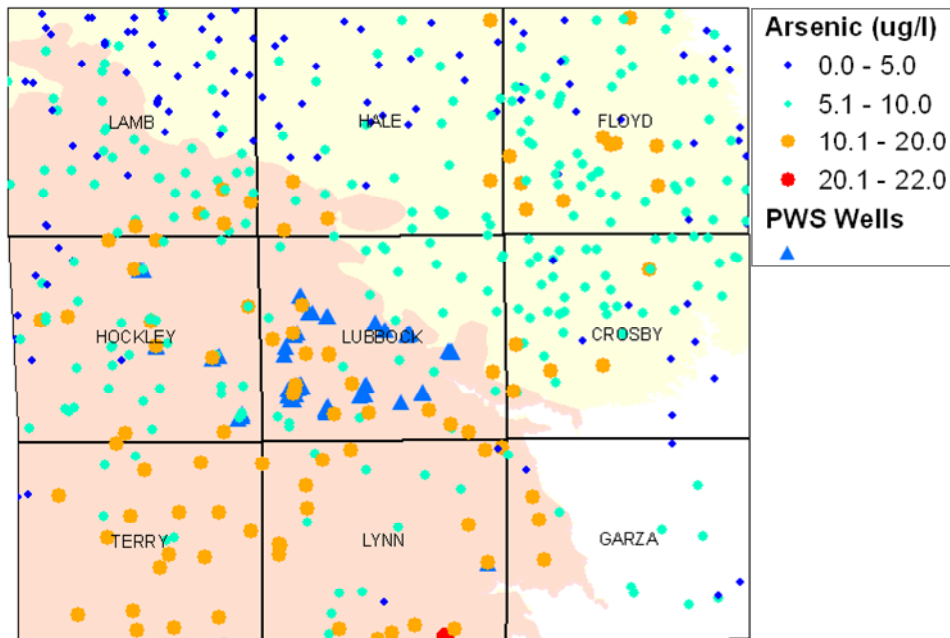 Arsenic (ug/l)
0.0 - 5.0
5.1 - 10.0
10.1 - 20.0
20.1 - 22.0
PWS Wells
LAMB
HALE
FLOYD
HOCKLEY
LUBBOCK
CROSBY
TERRY
LYNN
GARZA